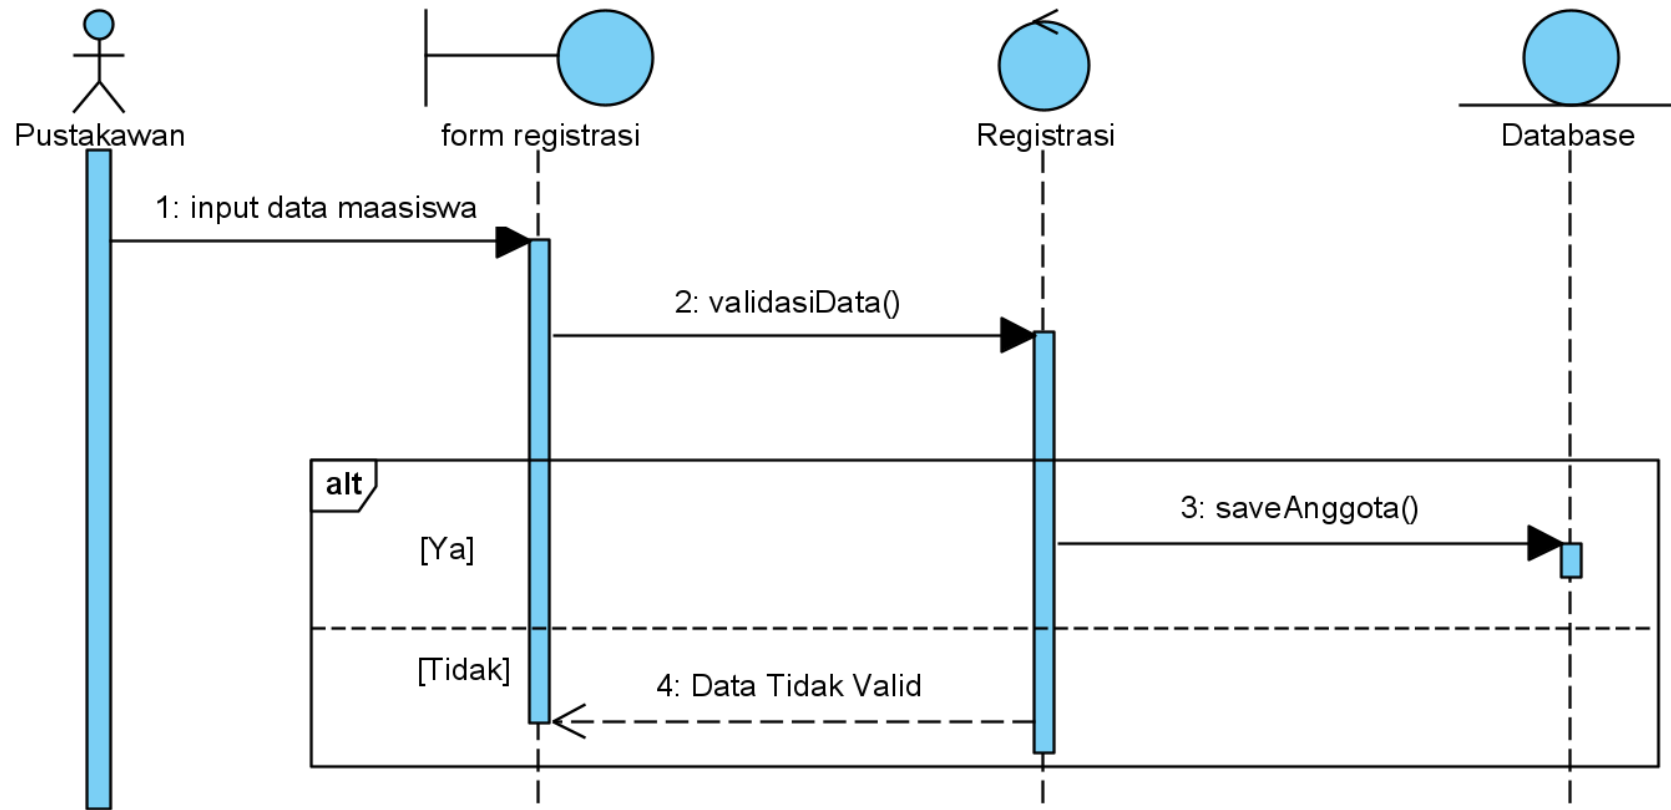 Pustakawan
form registrasi
Registrasi
Database
1: input data maasiswa
2: validasiData()
alt
3: saveAnggota()
[Ya]
[Tidak]
4: Data Tidak Valid